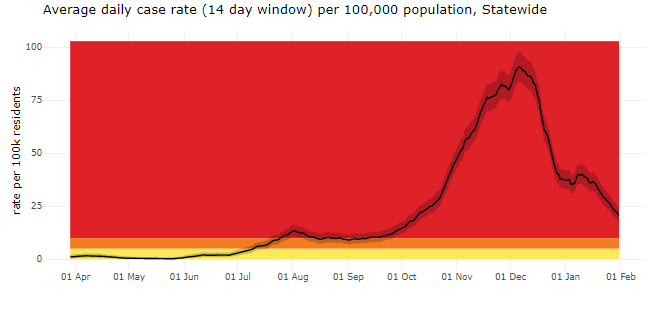 Average daily case rate (14 day window) per 100,000 population, Statewide
rate per 100k residents
100
75
50
25
0
01 Apr 01 May 01 Jun 01 Jul 01 Aug 01 Sep 01 Oct 01 Nov 01 Dec 01 Jan 01 Feb